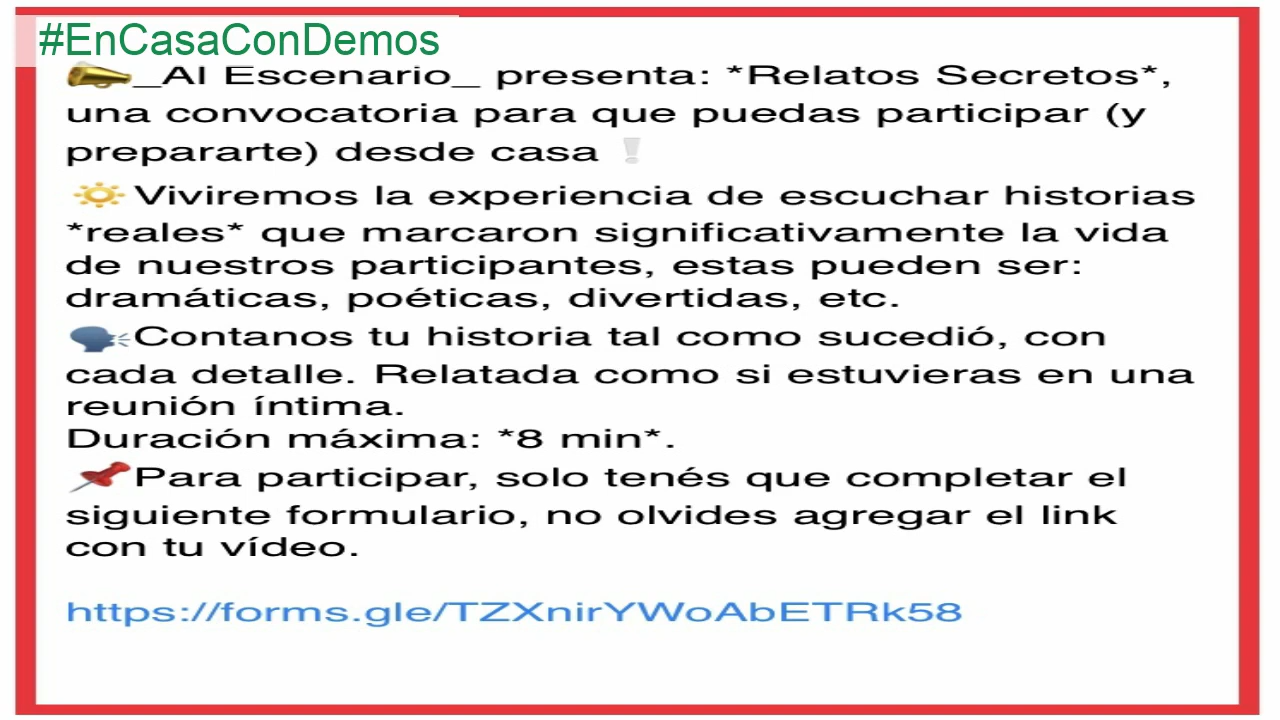 #EnCasaConDemos
📣_Al Escenario_ presenta: *Relatos Secretos*,
una convocatoria para que puedas participar (y
prepararte) desde casa ❕
🔅Viviremos la experiencia de escuchar historias
*reales* que marcaron significativamente la vida
de nuestros participantes, estas pueden ser:
dramáticas, poéticas, divertidas, etc.
🗣Contanos tu historia tal como sucedió, con
cada detalle. Relatada como si estuvieras en una
reunión íntima.
Duración máxima: *8 min*.
📌Para participar, solo tenés que completar el
siguiente formulario, no olvides agregar el link
con tu vídeo.
https://forms.gle/TZXnirYWoAbETRk58